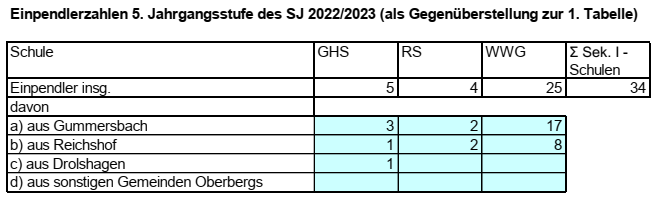 Einpendlerzahlen 5. Jahrgangsstufe des SJ 2022/2023 (als Gegenüberstellung zur 1. Tabelle)
Schule GHS RS WWG Σ Sek. I -
Schulen
Einpendler insg. 5 4 25 34
davon
a) aus Gummersbach 3 2 17
b) aus Reichshof 1 2 8
c) aus Drolshagen 1
d) aus sonstigen Gemeinden Oberbergs